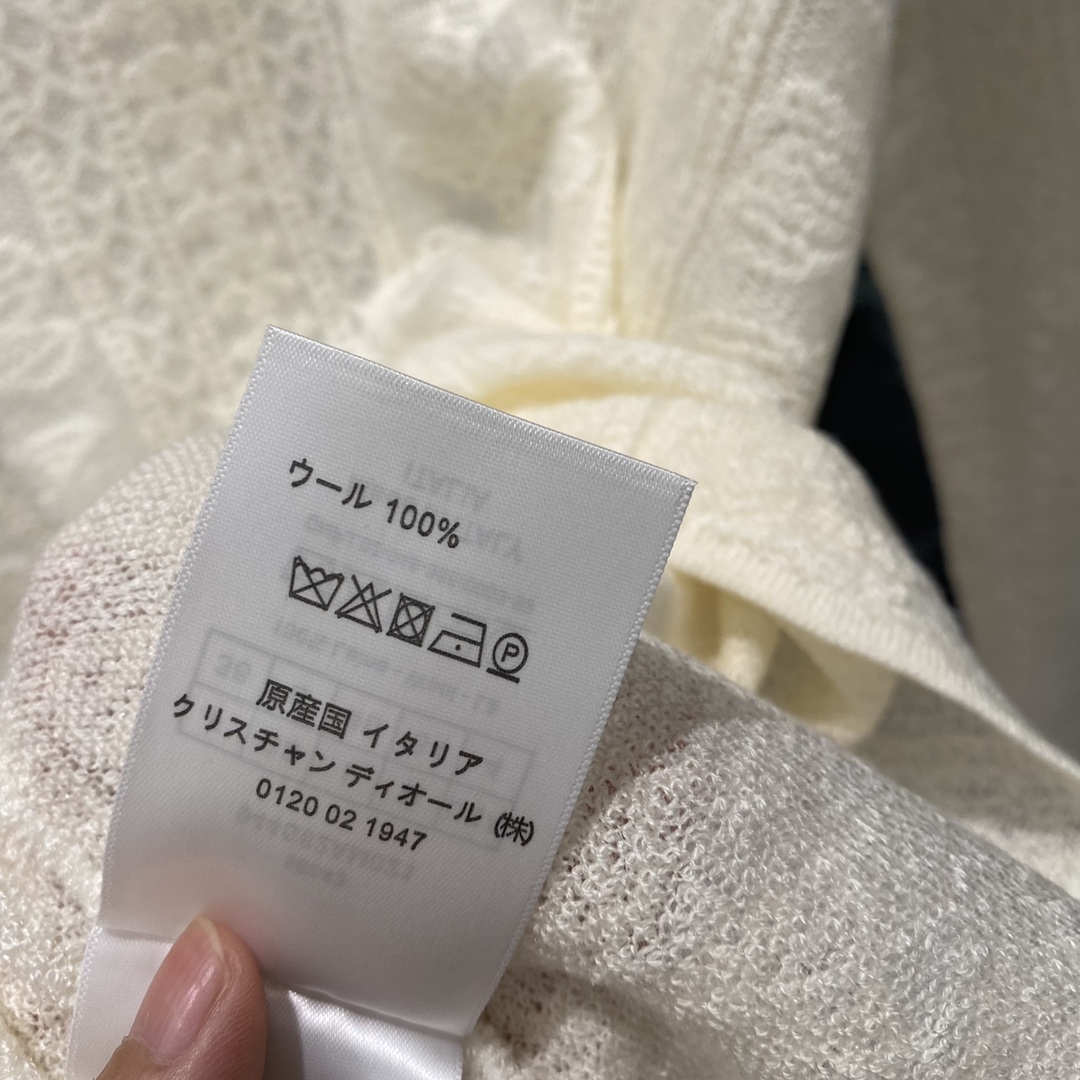 ウール 100%
P
原産国 イタリア
クリスチャン ディオール (株)
0120 02 1947